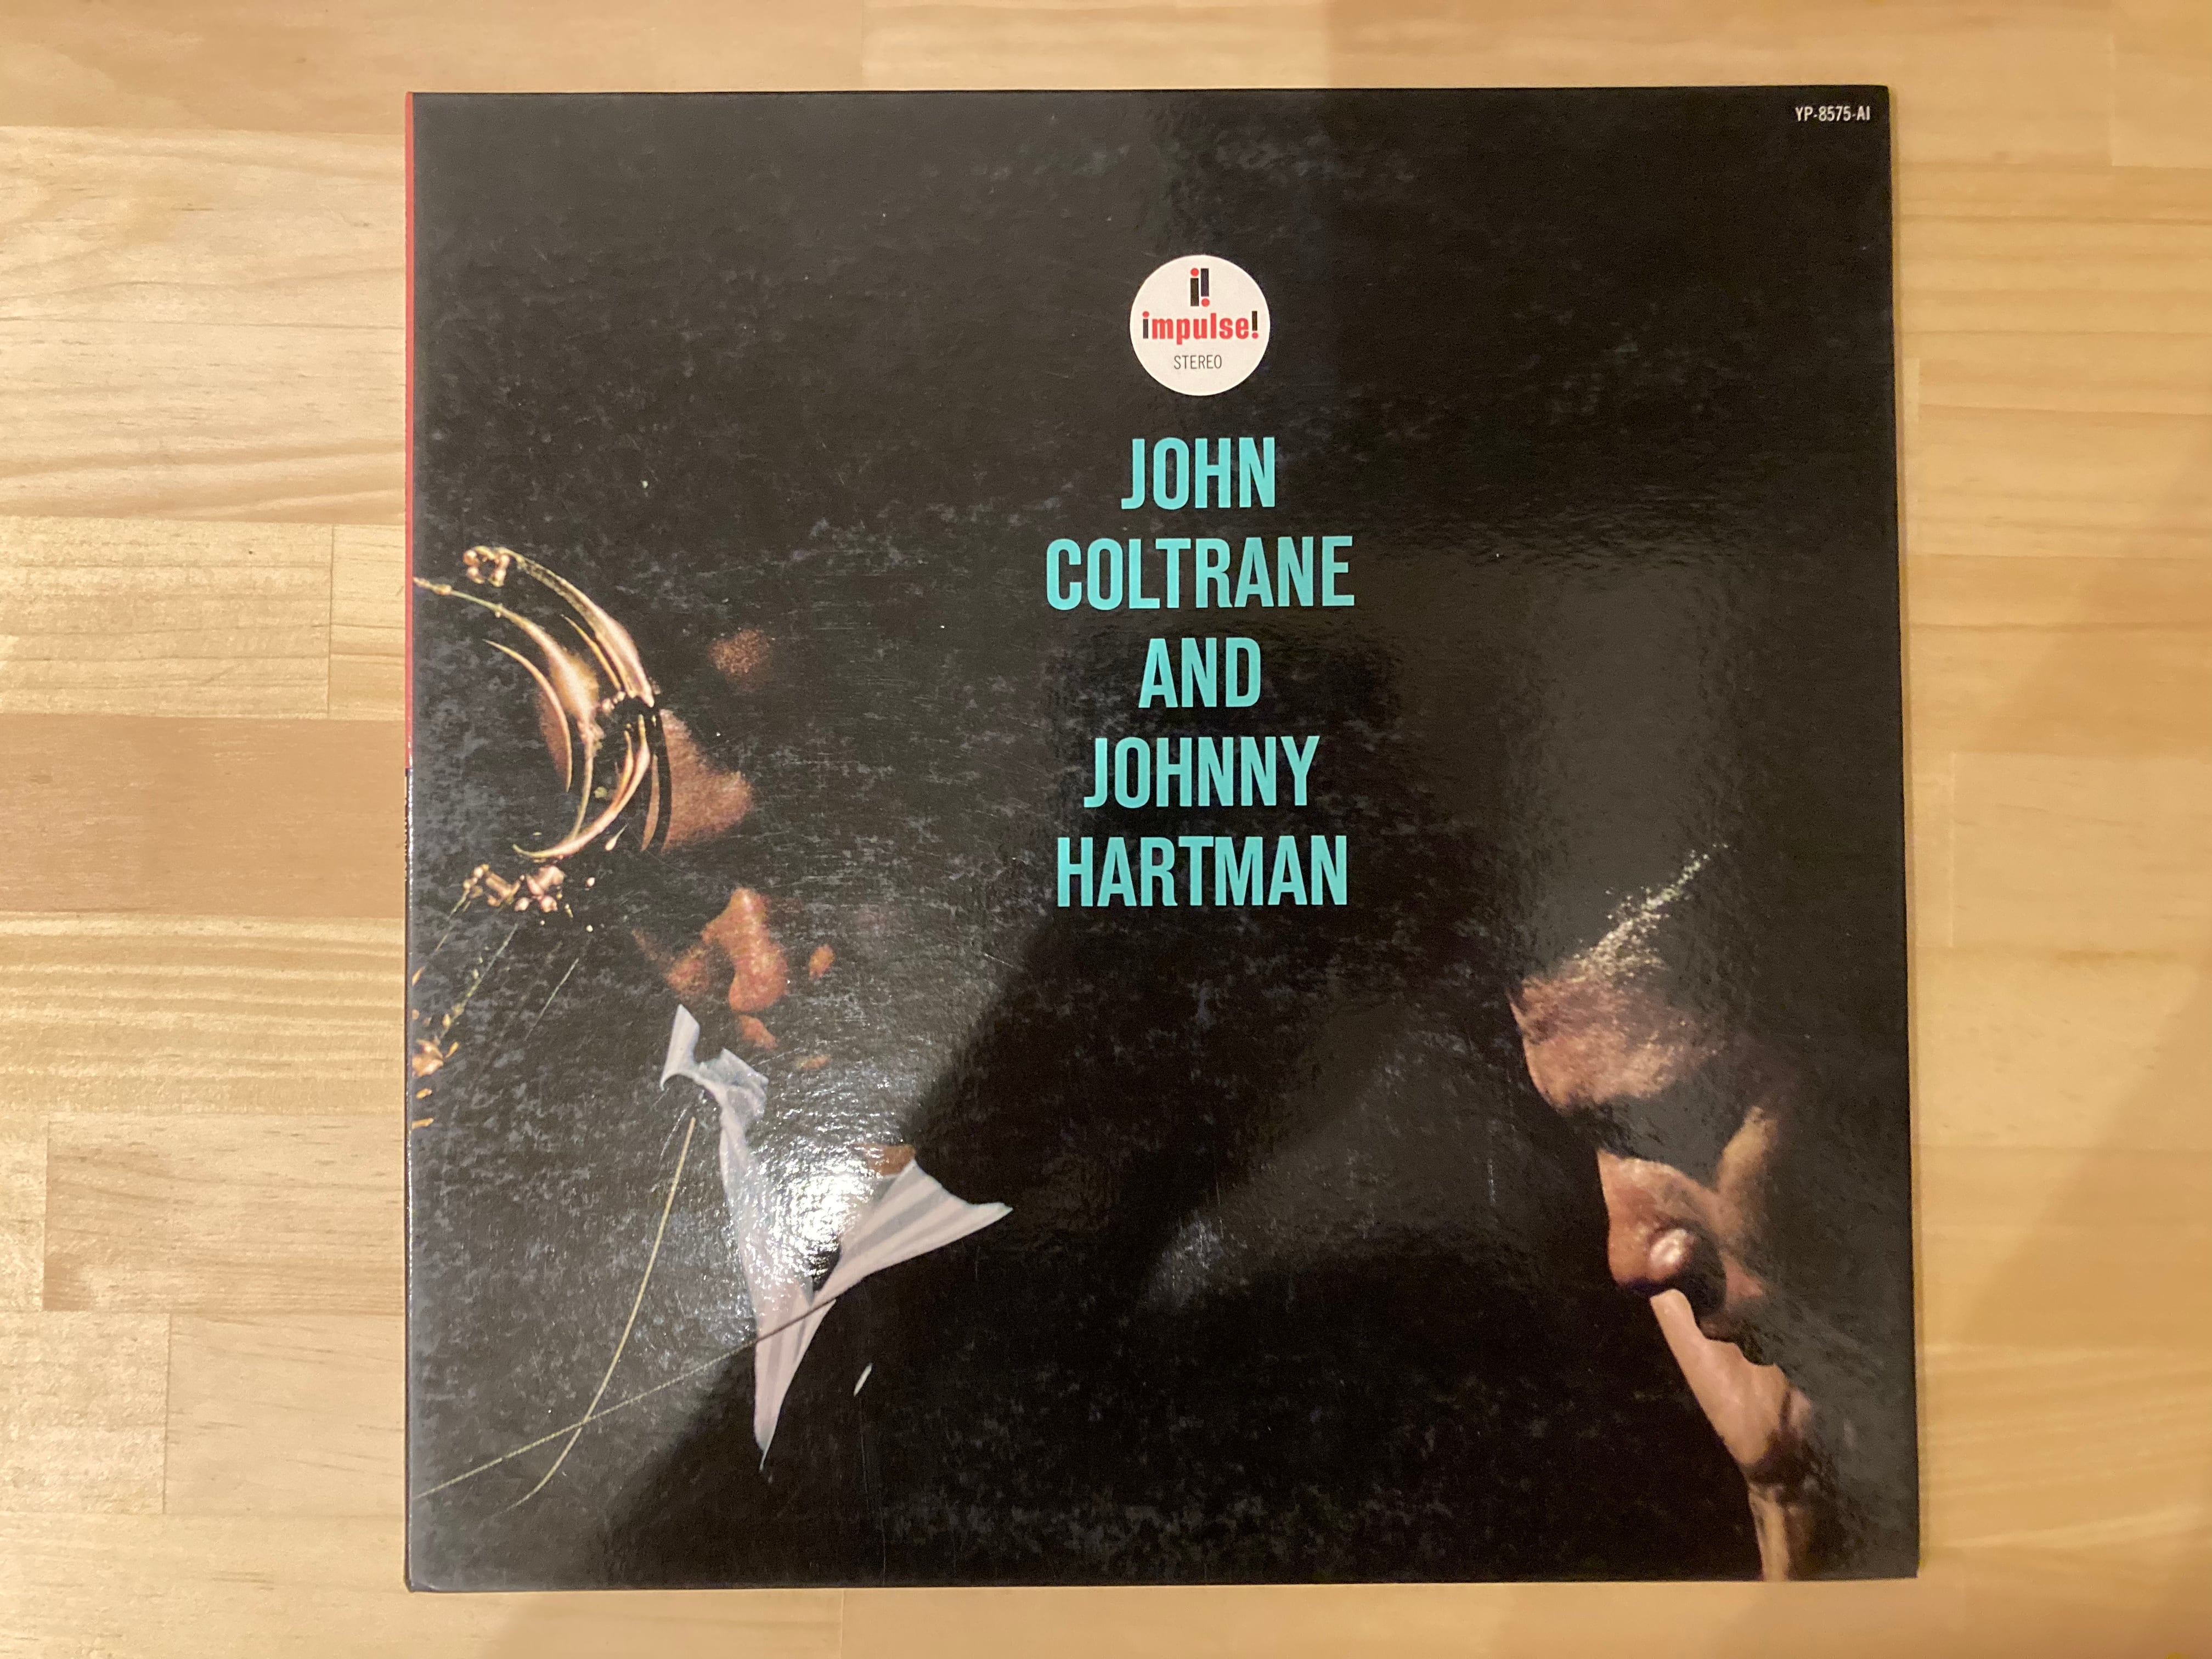 YP-8575-AI
i!
impulse!
STEREO
JOHN
COLTRANE
AND
JOHNNY
HARTMAN